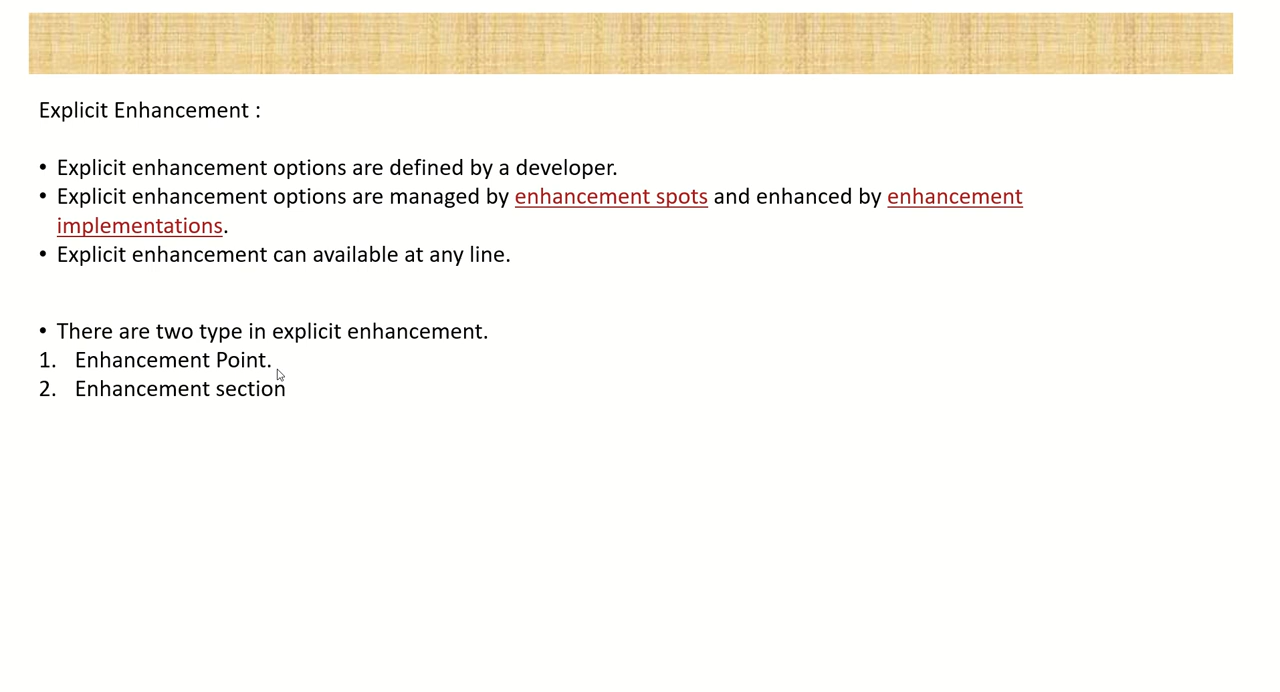 Explicit Enhancement :
• Explicit enhancement options are defined by a developer.
• Explicit enhancement options are managed by enhancement spots and enhanced by enhancement
implementations.
• Explicit enhancement can available at any line.
• There are two type in explicit enhancement.
1. Enhancement Point.
2. Enhancement section